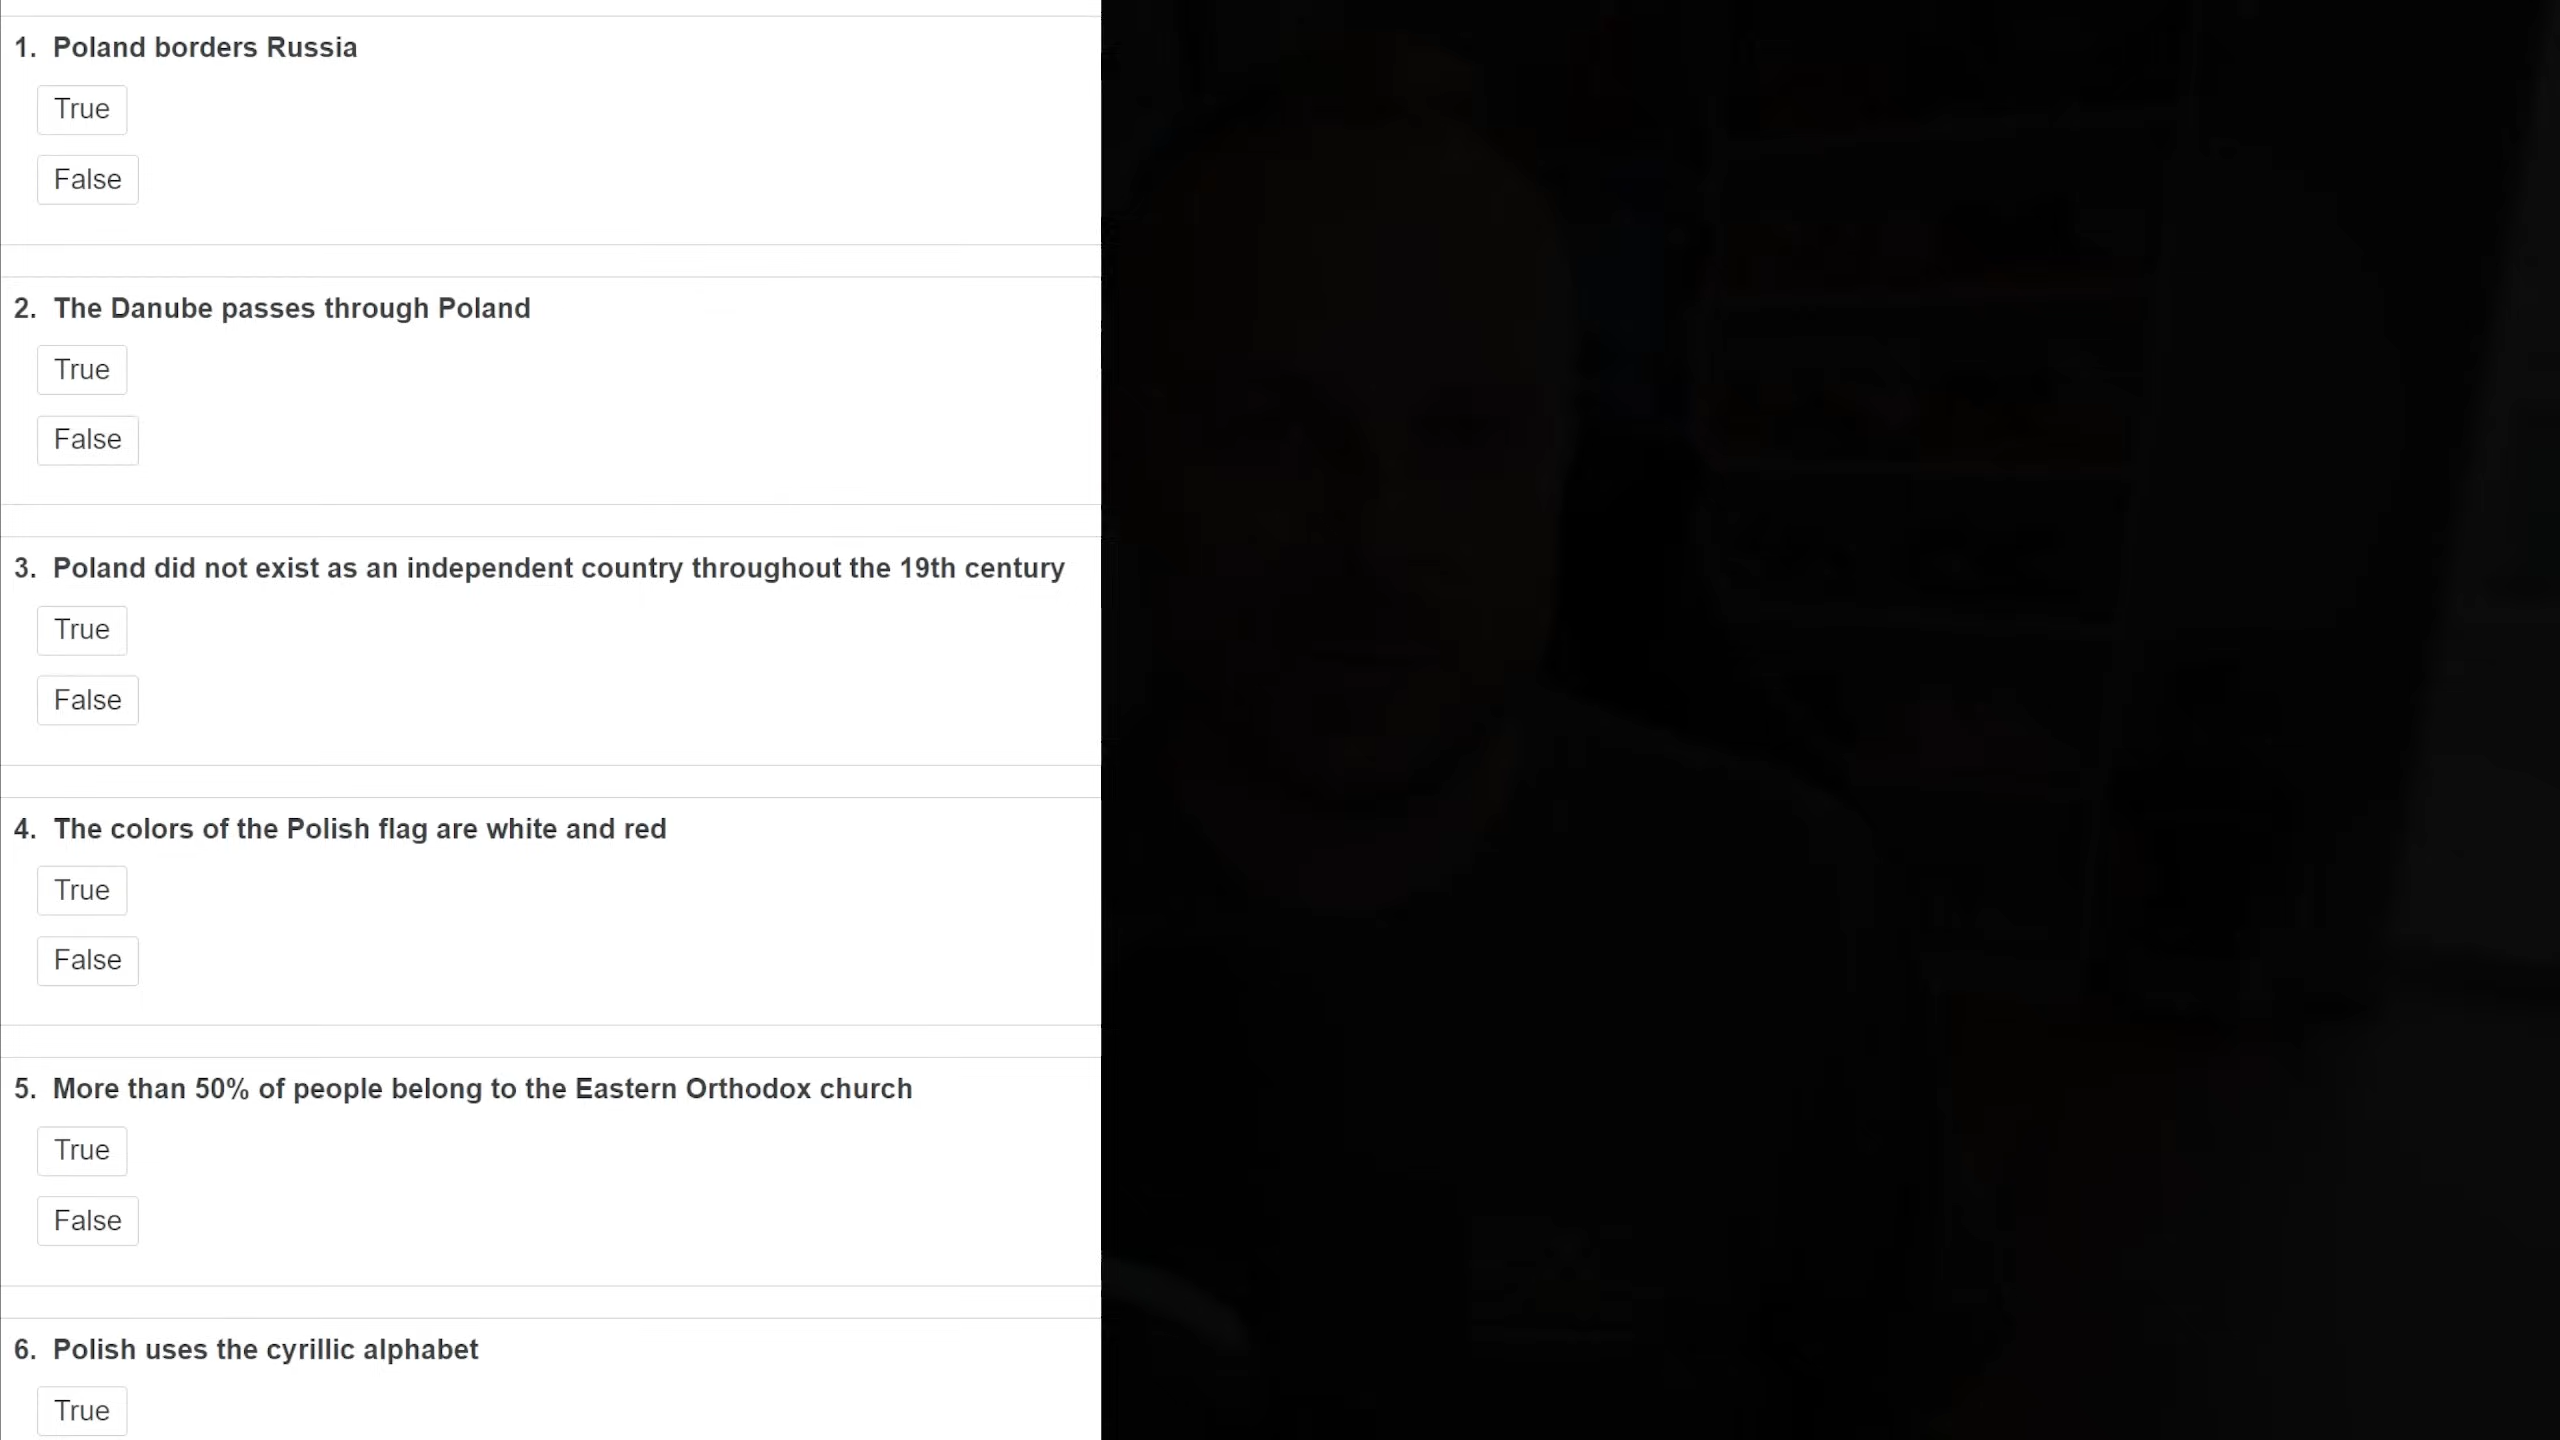 1. Poland borders Russia
True
False
2. The Danube passes through Poland
True
False
3. Poland did not exist as an independent country throughout the 19th century
True
False
4. The colors of the Polish flag are white and red
True
False
5. More than 50% of people belong to the Eastern Orthodox church
True
False
6. Polish uses the cyrillic alphabet
True